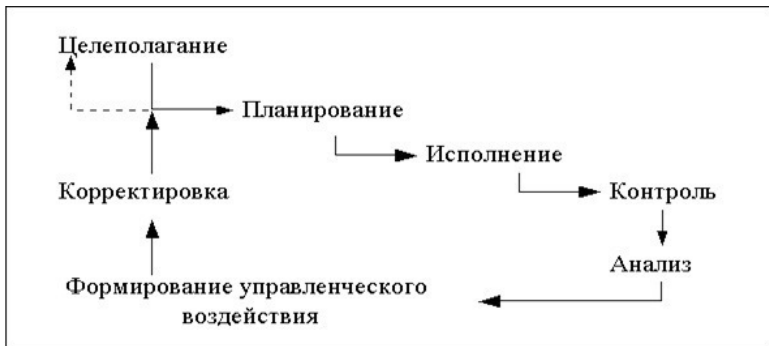 Целеполагание
Планирование
Исполнение
Корректировка
Контроль
Анализ
Формирование управленческого
воздействия